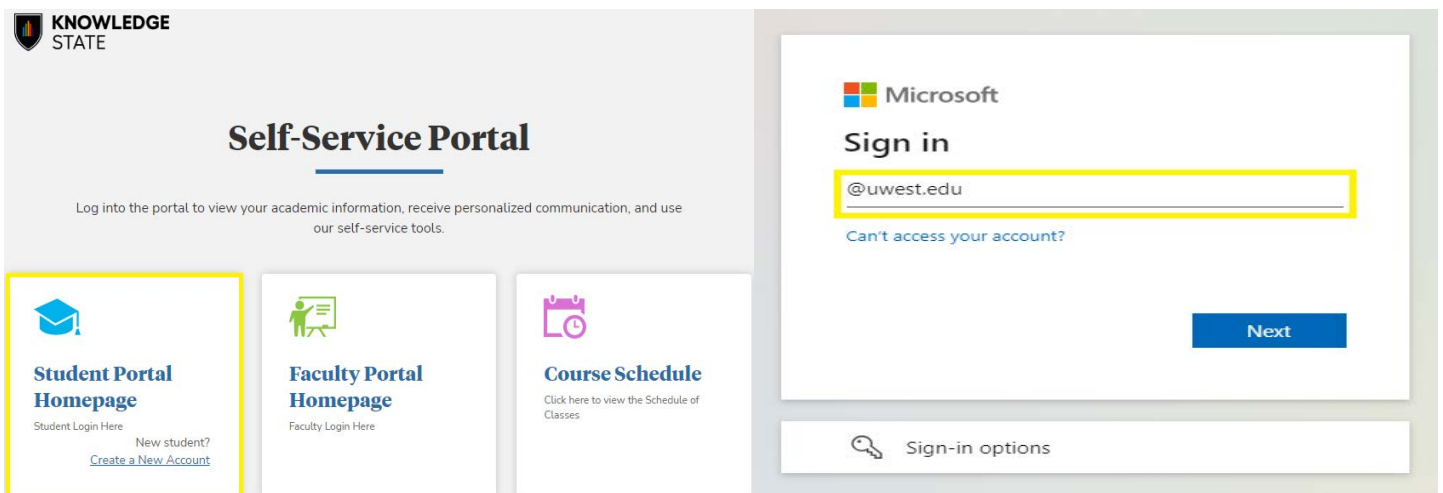 KNOWLEDGE
STATE
Self-Service Portal
Log into the portal to view your academic information, receive personalized communication, and use
our self-service tools.
Student Portal
Homepage
Student Login Here
New student?
Create a New Account
Faculty Portal
Homepage
Faculty Login Here
Course Schedule
Click here to view the Schedule of
Classes
Microsoft
Sign in
@uwest.edu
Can't access your account?
Next
Sign-in options